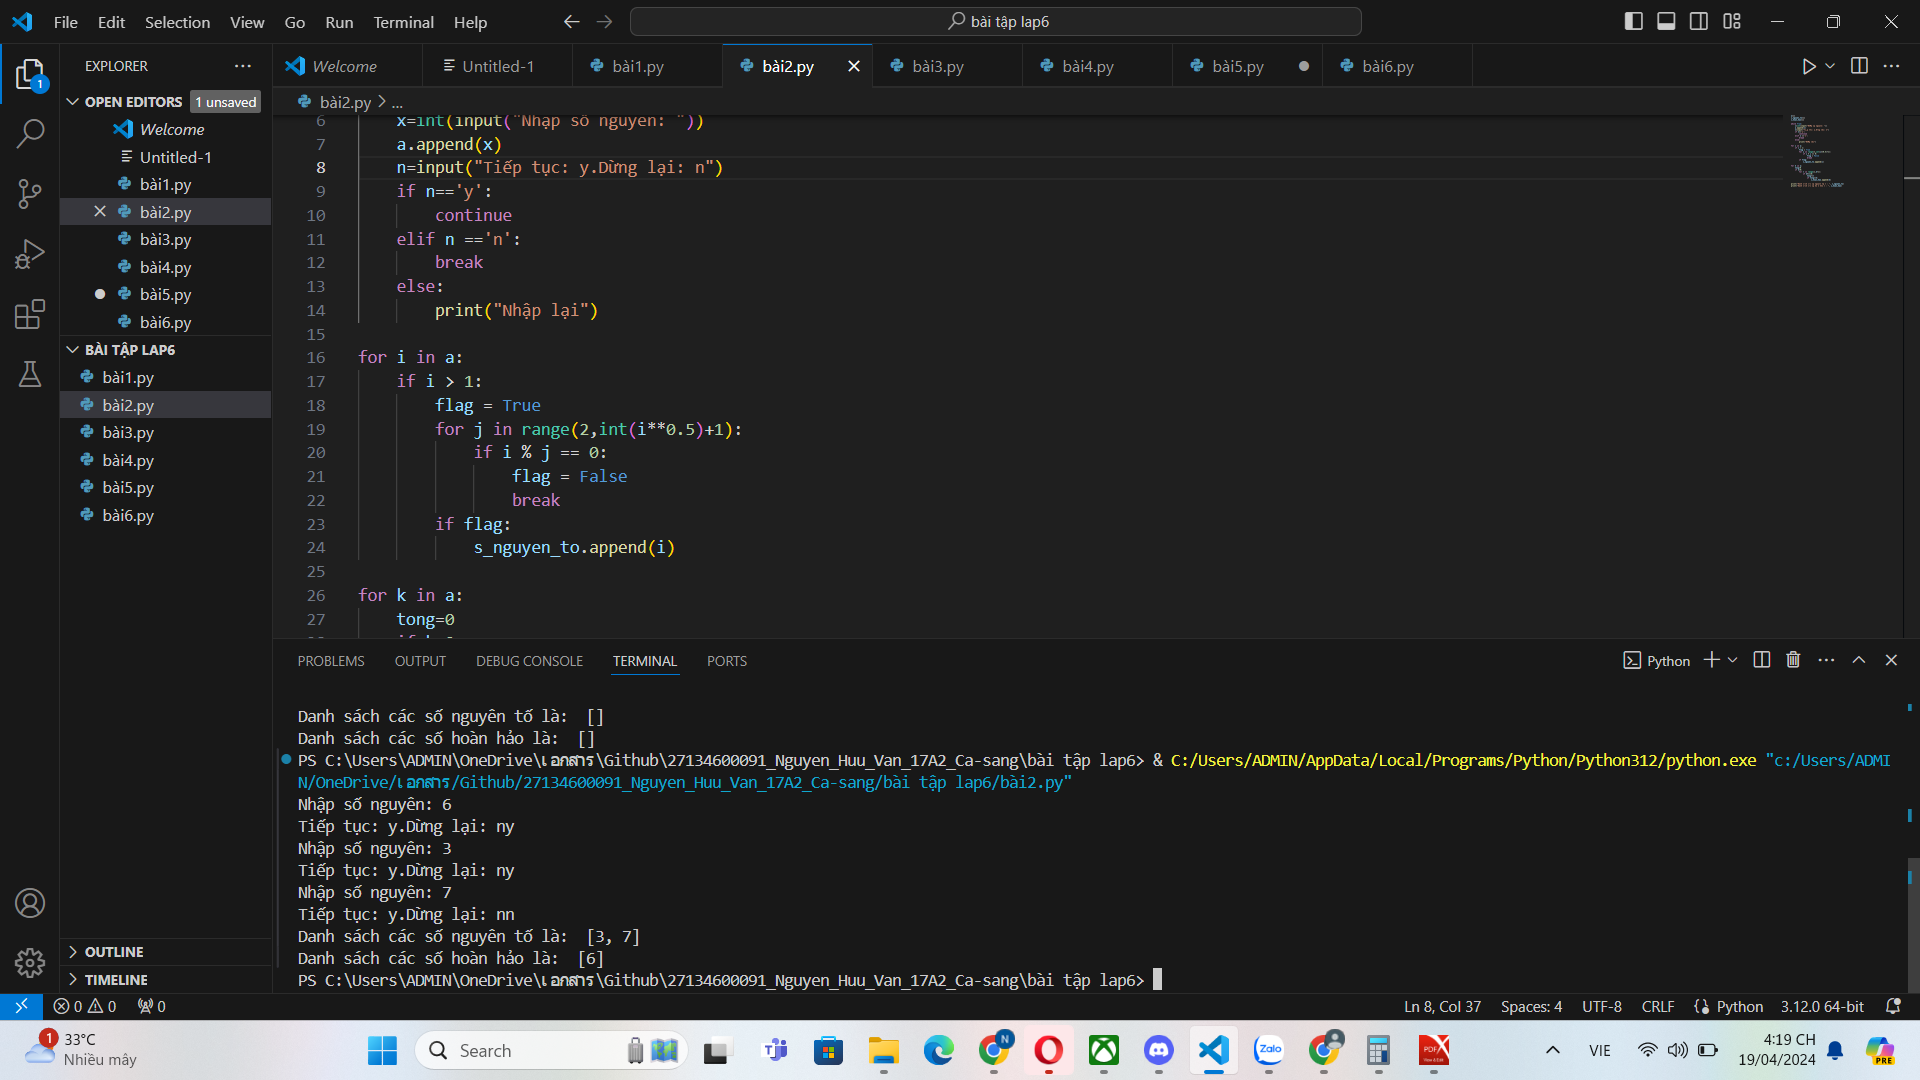 File Edit Selection View Go Run Terminal Help
bài tập lap6
EXPLORER
Welcome
Untitled-1
bài1.py
bài2.py
bài3.py
bài4.py
bài5.py
bài6.py
1
OPEN EDITORS 1 unsaved
Welcome
Untitled-1
bài1.py
bài2.py
bài3.py
bài4.py
bài5.py
bài6.py
BÀI TẬP LAP6
bài1.py
bài2.py
bài3.py
bài4.py
bài5.py
bài6.py
OUTLINE
TIMELINE
bài2.py > ...
6 x=int(input("Nhập số nguyên: "))
7 a.append(x)
8 n=input("Tiếp tục: y.Dừng lại: n")
9 if n=='y':
10 continue
11 elif n =='n':
12 break
13 else:
14 print("Nhập lại")
15
16 for i in a:
17 if i > 1:
18 flag = True
19 for j in range(2,int(i**0.5)+1):
20 if i % j == 0:
21 flag = False
22 break
23 if flag:
24 s_nguyen_to.append(i)
25
26 for k in a:
27 tong=0
PROBLEMS OUTPUT DEBUG CONSOLE TERMINAL PORTS
Python
Danh sách các số nguyên tố là: []
Danh sách các số hoàn hảo là: []
PS C:\Users\ADMIN\OneDrive\เอกสาร\Github\27134600091_Nguyen_Huu_Van_17A2_Ca-sang\bài tập lap6> & C:/Users/ADMIN/AppData/Local/Programs/Python/Python312/python.exe "c:/Users/ADMI
N/OneDrive/เอกสาร/Github/27134600091_Nguyen_Huu_Van_17A2_Ca-sang/bài tập lap6/bài2.py"
Nhập số nguyên: 6
Tiếp tục: y.Dừng lại: ny
Nhập số nguyên: 3
Tiếp tục: y.Dừng lại: ny
Nhập số nguyên: 7
Tiếp tục: y.Dừng lại: nn
Danh sách các số nguyên tố là: [3, 7]
Danh sách các số hoàn hảo là: [6]
PS C:\Users\ADMIN\OneDrive\เอกสาร\Github\27134600091_Nguyen_Huu_Van_17A2_Ca-sang\bài tập lap6>
0 0 0
Ln 8, Col 37 Spaces: 4 UTF-8 CRLF Python 3.12.0 64-bit
1
33°C
Nhiều mây
Search
N
Zalo
PDF
VIE
4:19 CH
19/04/2024
PRE